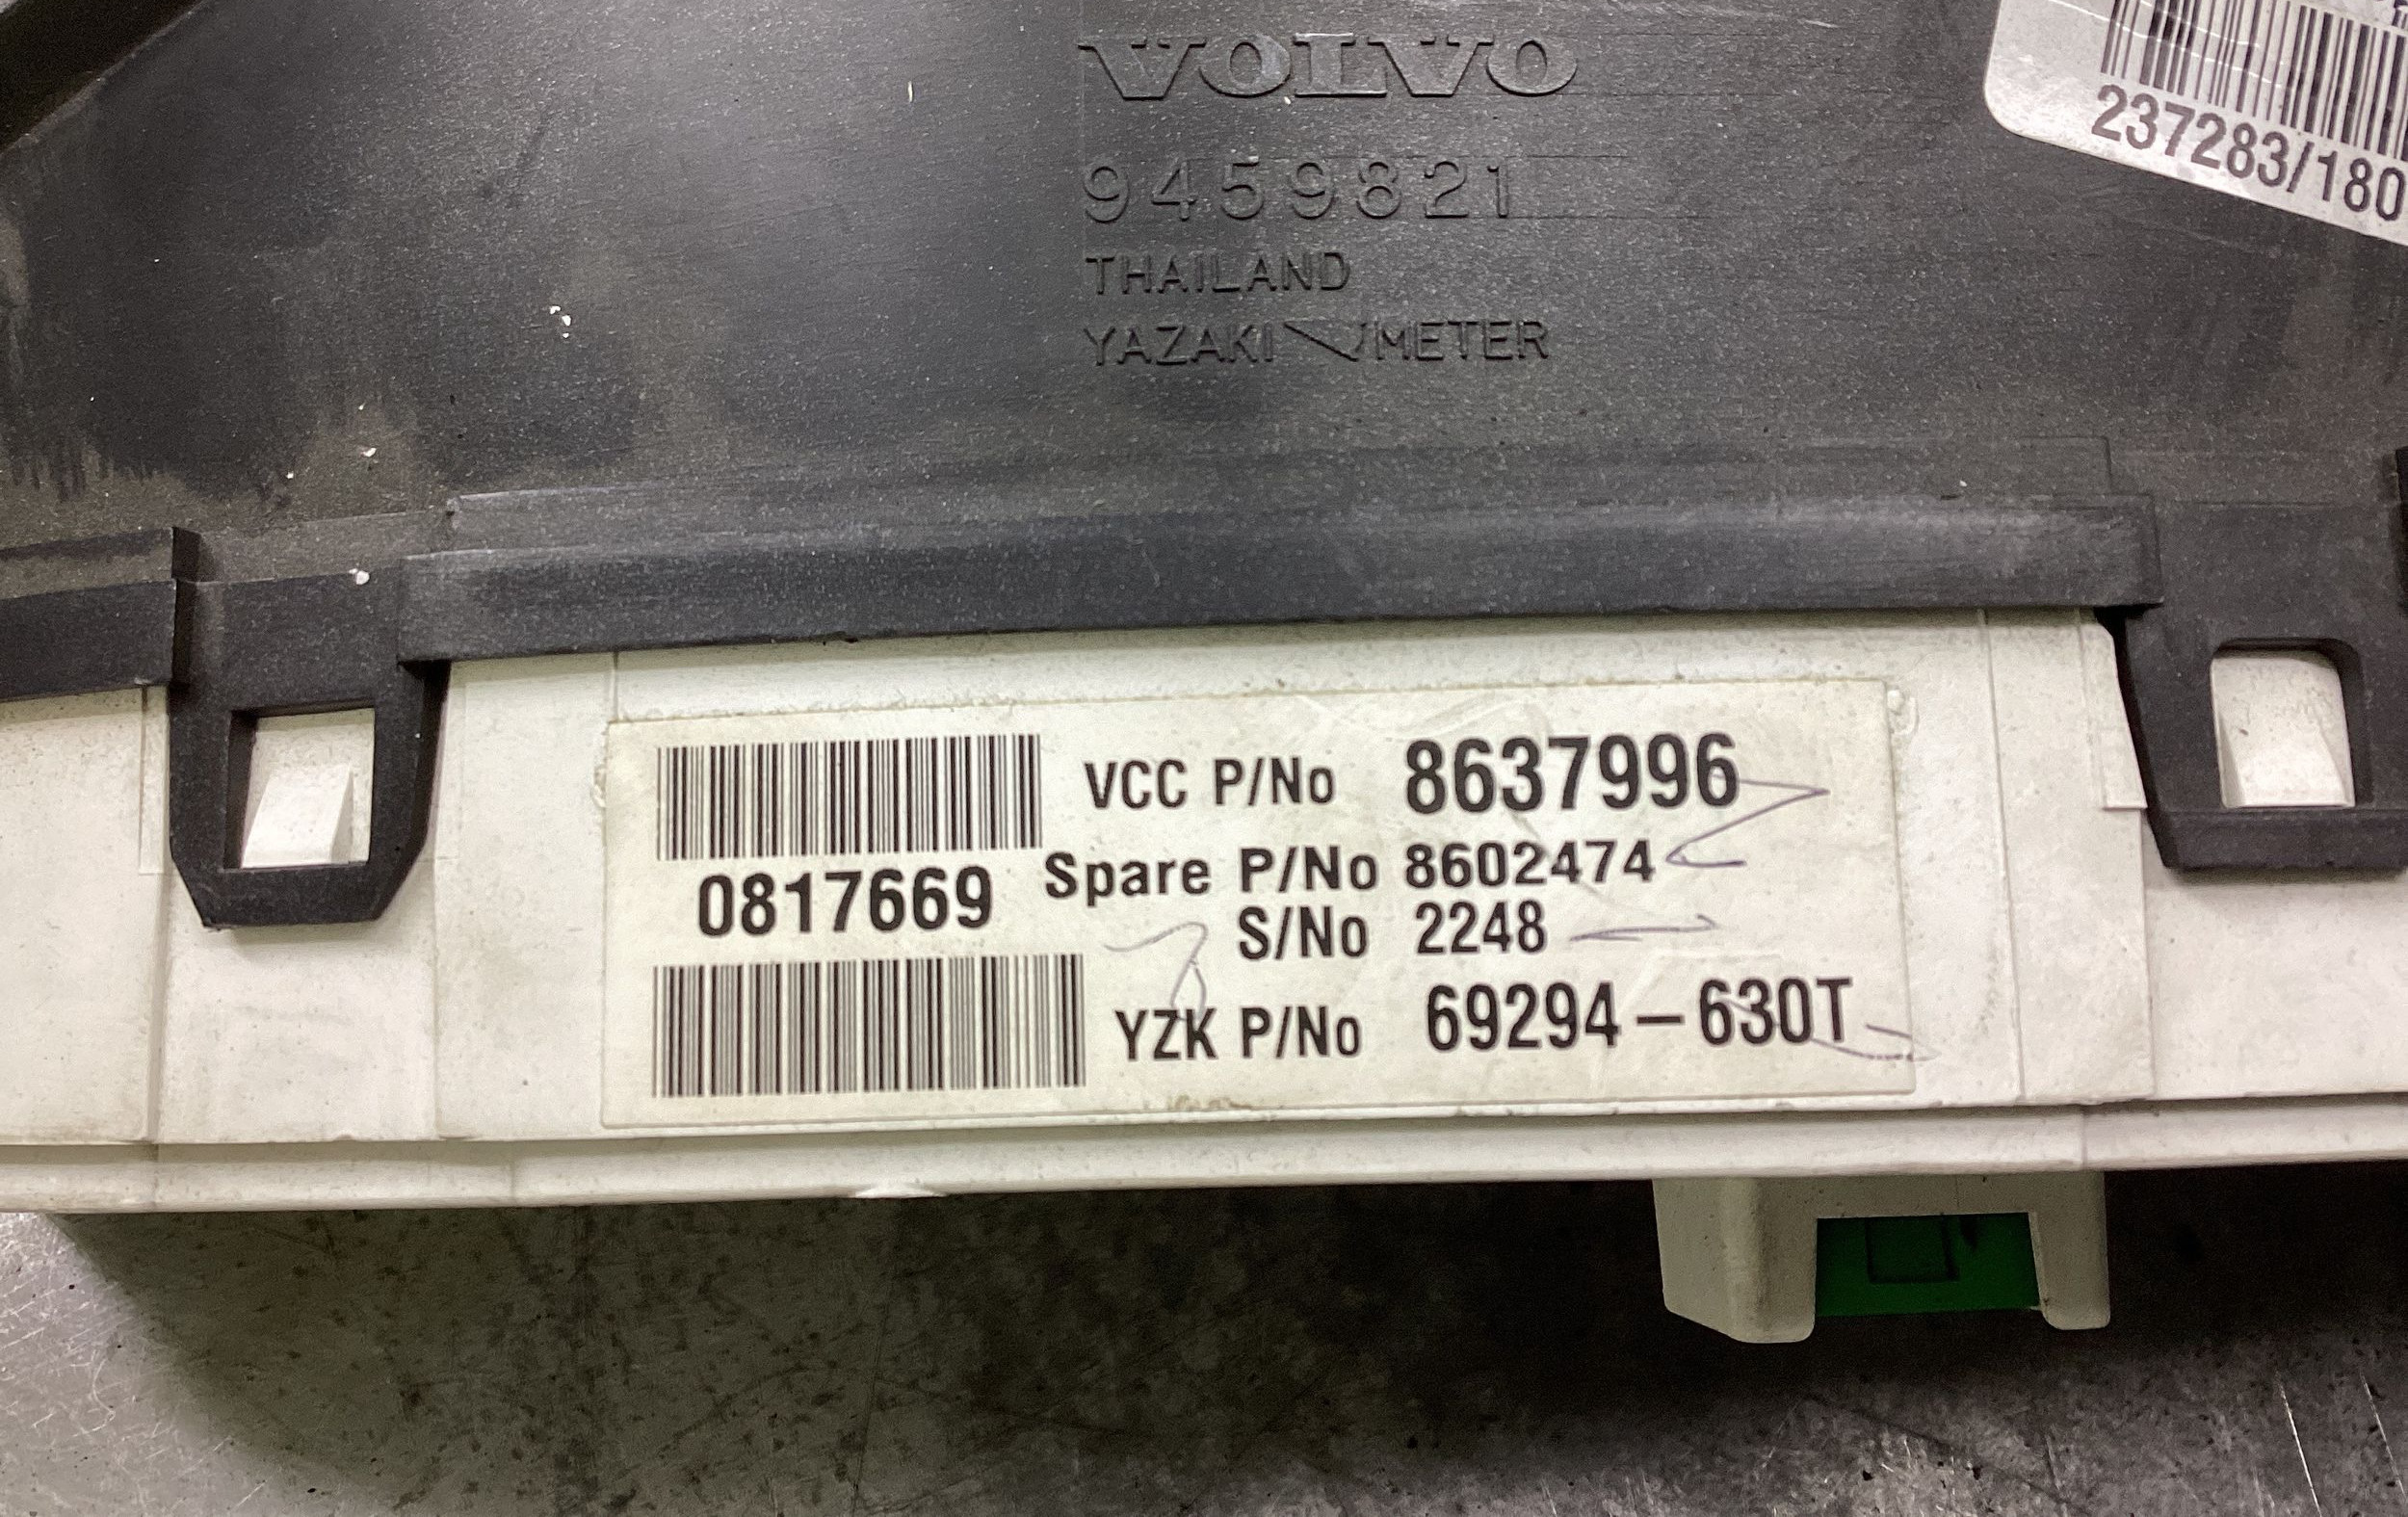 VOLVO
9459821
THAILAND
YAZAKI METER
237283/180
VCC P/No 8637996
0817669
Spare P/No 8602474
S/No 2248
YZK P/No 69294-630T